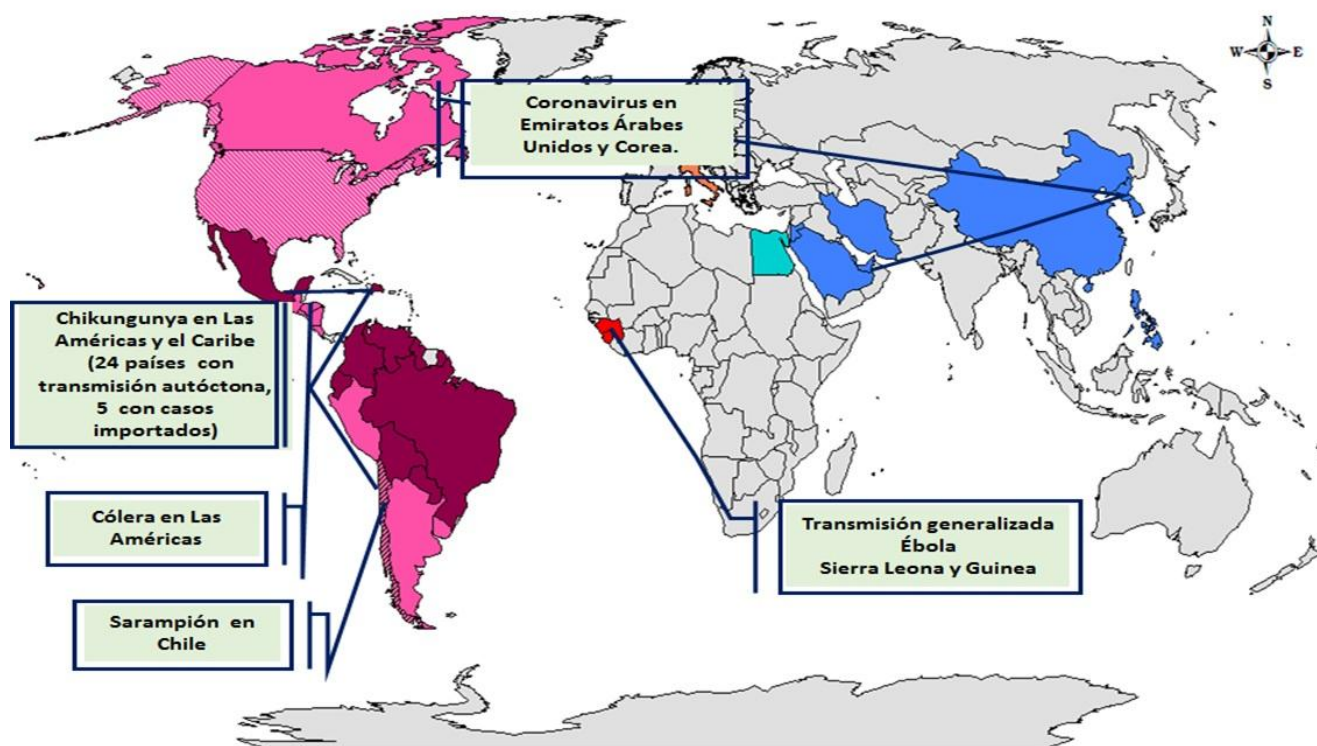 N
W E
S
Coronavirus en
Emiratos Árabes
Unidos y Corea.
Chikungunya en Las
Américas y el Caribe
(24 países con
transmisión autóctona,
5 con casos
importados)
Cólera en Las
Américas
Sarampión en
Chile
Transmisión generalizada
Ébola
Sierra Leona y Guinea